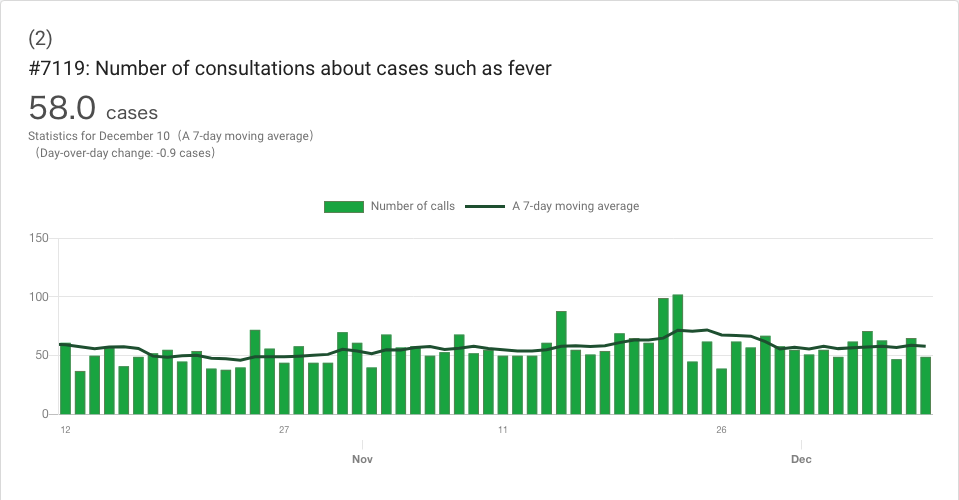 (2)
#7119: Number of consultations about cases such as fever
58.0 cases
Statistics for December 10（A 7-day moving average）
（Day-over-day change: -0.9 cases）
Number of calls A 7-day moving average
150
100
50
0
12 27 11 26
Nov Dec